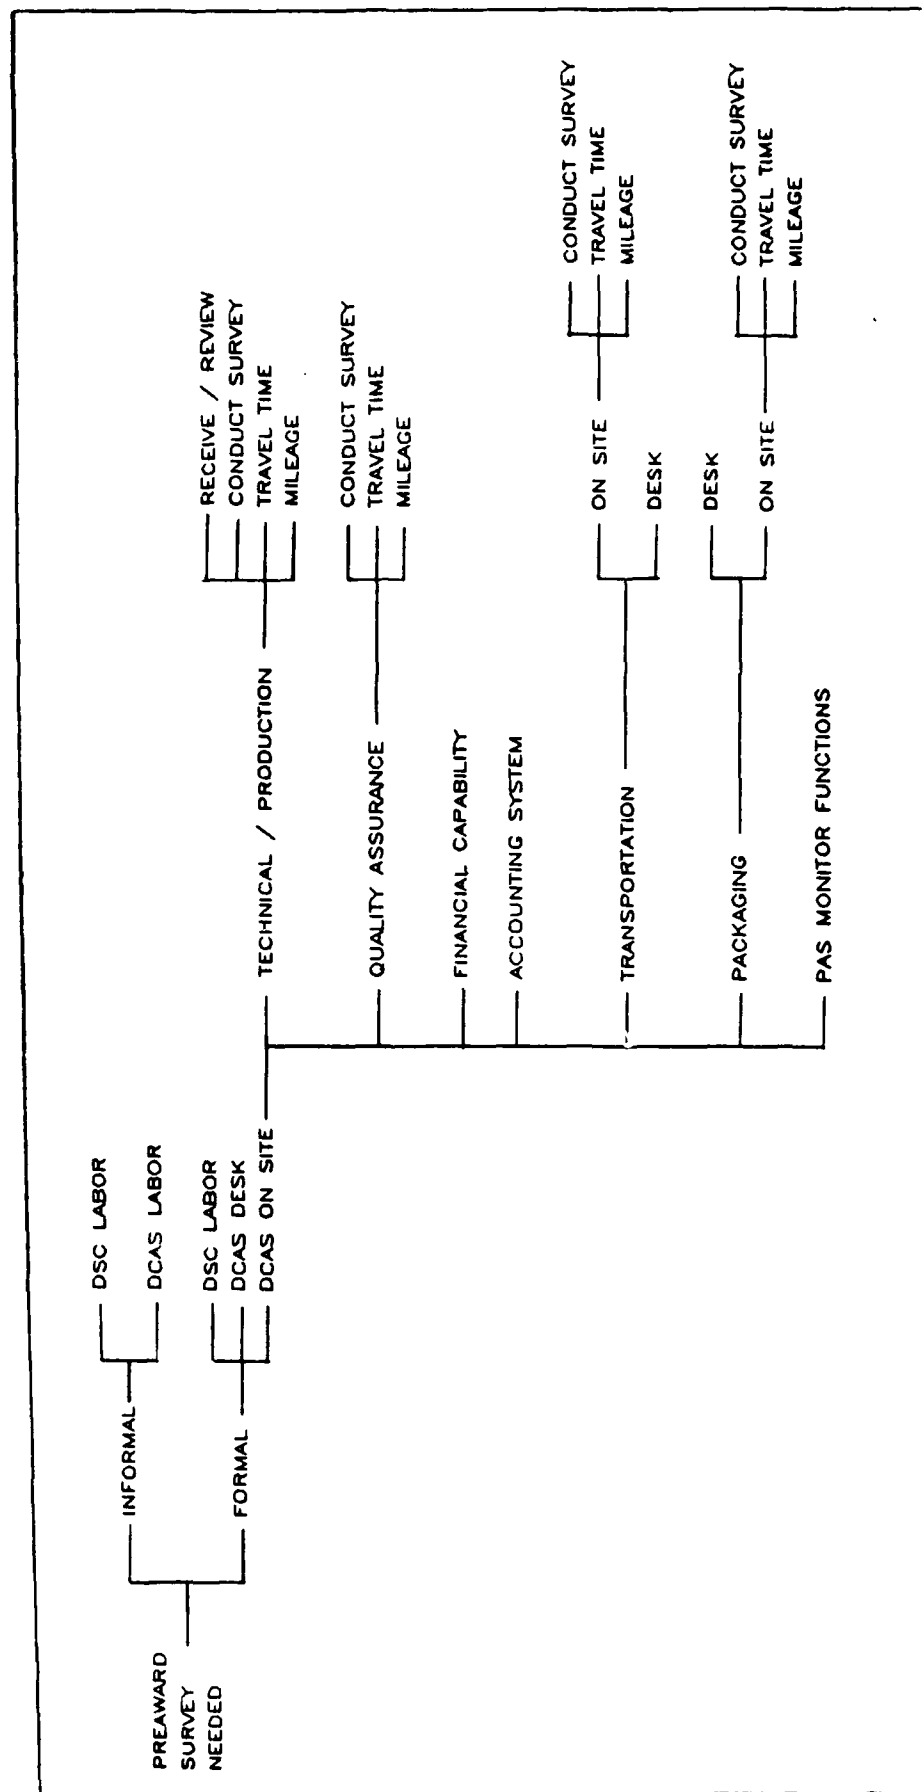 PREAWARD
SURVEY
NEEDED
INFORMAL
FORMAL
DSC LABOR
DCAS LABOR
DSC LABOR
DCAS DESK
DCAS ON SITE
TECHNICAL / PRODUCTION
QUALITY ASSURANCE
FINANCIAL CAPABILITY
ACCOUNTING SYSTEM
TRANSPORTATION
PACKAGING
PAS MONITOR FUNCTIONS
RECEIVE / REVIEW
CONDUCT SURVEY
TRAVEL TIME
MILEAGE
CONDUCT SURVEY
TRAVEL TIME
MILEAGE
ON SITE
DESK
DESK
ON SITE
CONDUCT SURVEY
TRAVEL TIME
MILEAGE
CONDUCT SURVEY
TRAVEL TIME
MILEAGE